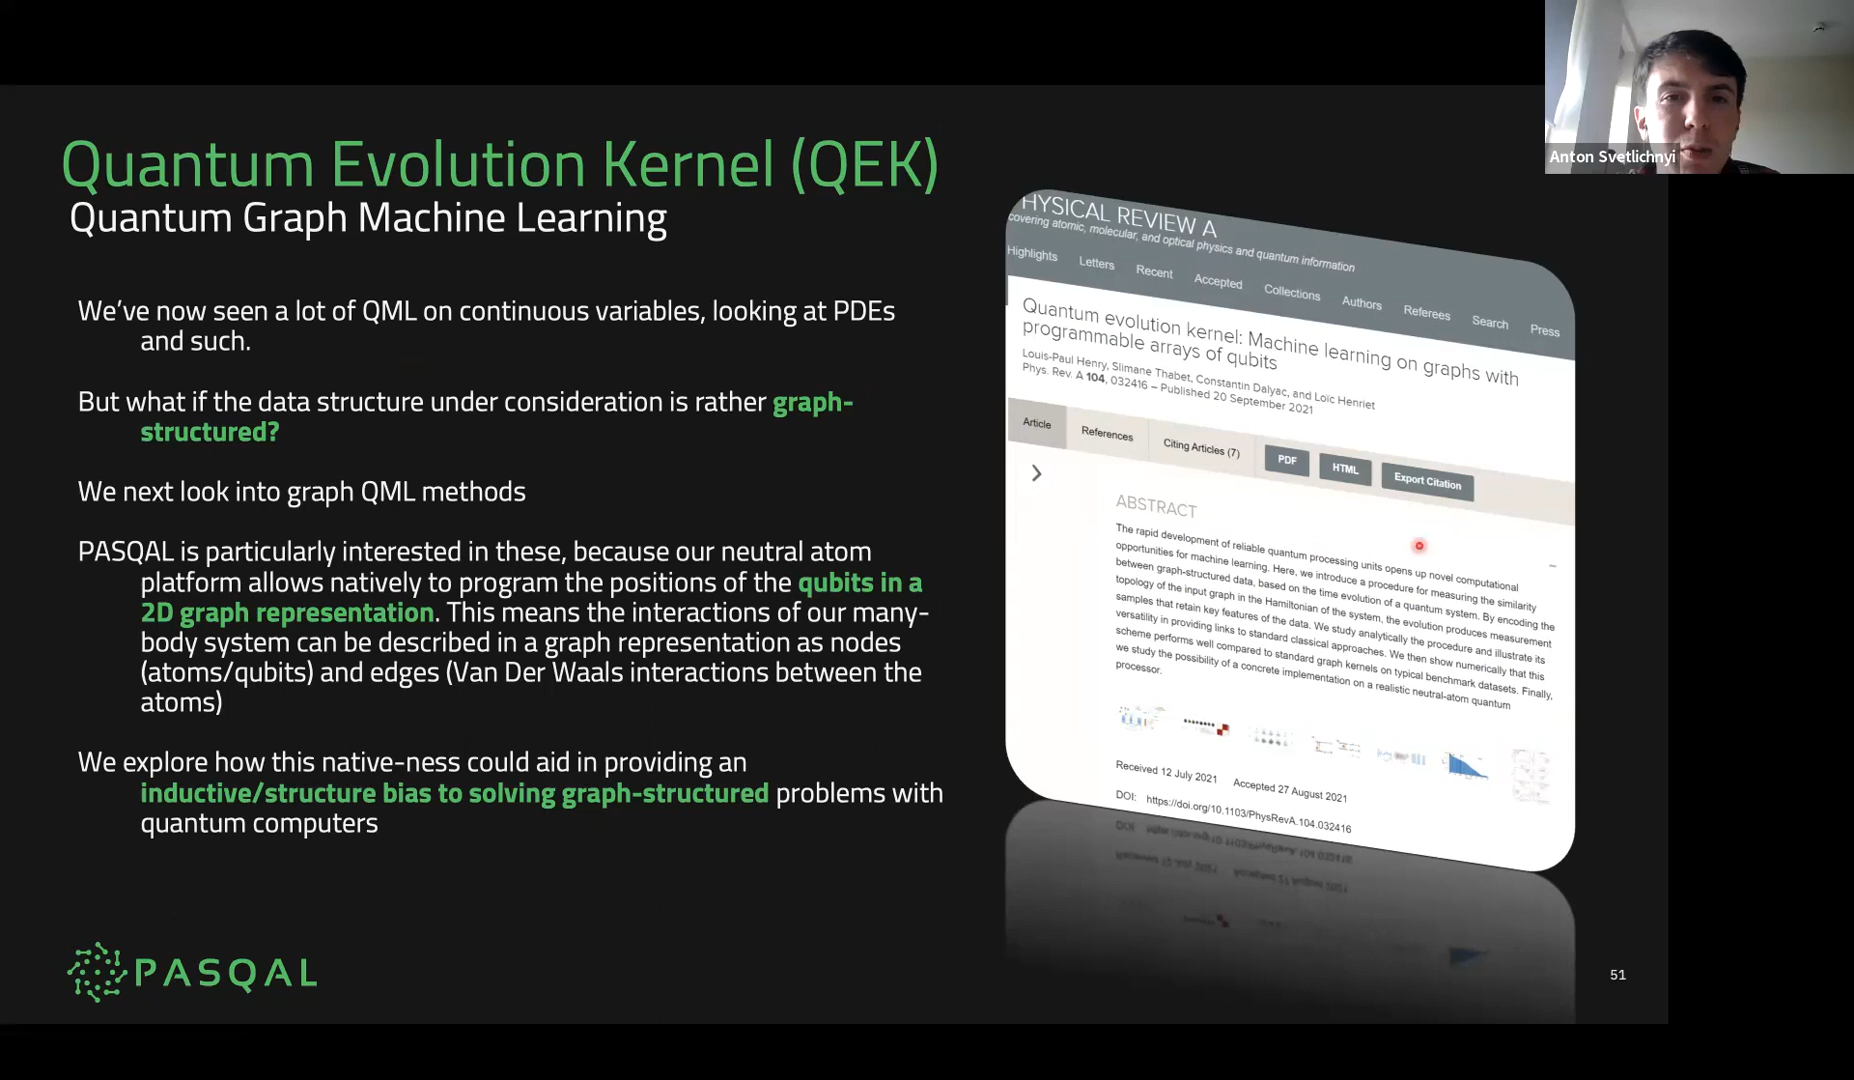 Anton Svetlichnyi
Quantum Evolution Kernel (QEK)
Quantum Graph Machine Learning
We've now seen a lot of QML on continuous variables, looking at PDEs
and such.
But what if the data structure under consideration is rather graph-
structured?
We next look into graph QML methods
PASQAL is particularly interested in these, because our neutral atom
platform allows natively to program the positions of the qubits in a
2D graph representation. This means the interactions of our many-
body system can be described in a graph representation as nodes
(atoms/qubits) and edges (Van Der Waals interactions between the
atoms)
We explore how this native-ness could aid in providing an
inductive/structure bias to solving graph-structured problems with
quantum computers
HYSICAL REVIEW A
covering atomic, molecular, and optical physics and quantum information
Highlights Letters Recent Accepted Collections Authors Referees Search Press
Quantum evolution kernel: Machine learning on graphs with
programmable arrays of qubits
Louis-Paul Henry, Slimane Thabet, Constantin Dalyac, and Loïc Henriet
Phys. Rev. A 104, 032416 – Published 20 September 2021
Article References Citing Articles (7) PDF HTML Export Citation
ABSTRACT
The rapid development of reliable quantum processing units opens up novel computational
opportunities for machine learning. Here, we introduce a procedure for measuring the similarity
between graph-structured data, based on the time evolution of a quantum system. By encoding the
topology of the input graph in the Hamiltonian of the system, the evolution produces measurement
samples that retain key features of the data. We study analytically the procedure and illustrate its
versatility in providing links to standard classical approaches. We then show numerically that this
scheme performs well compared to standard graph kernels on typical benchmark datasets. Finally,
we study the possibility of a concrete implementation on a realistic neutral-atom quantum
processor.
Received 12 July 2021 Accepted 27 August 2021
DOI: https://doi.org/10.1103/PhysRevA.104.032416
PASQAL
51